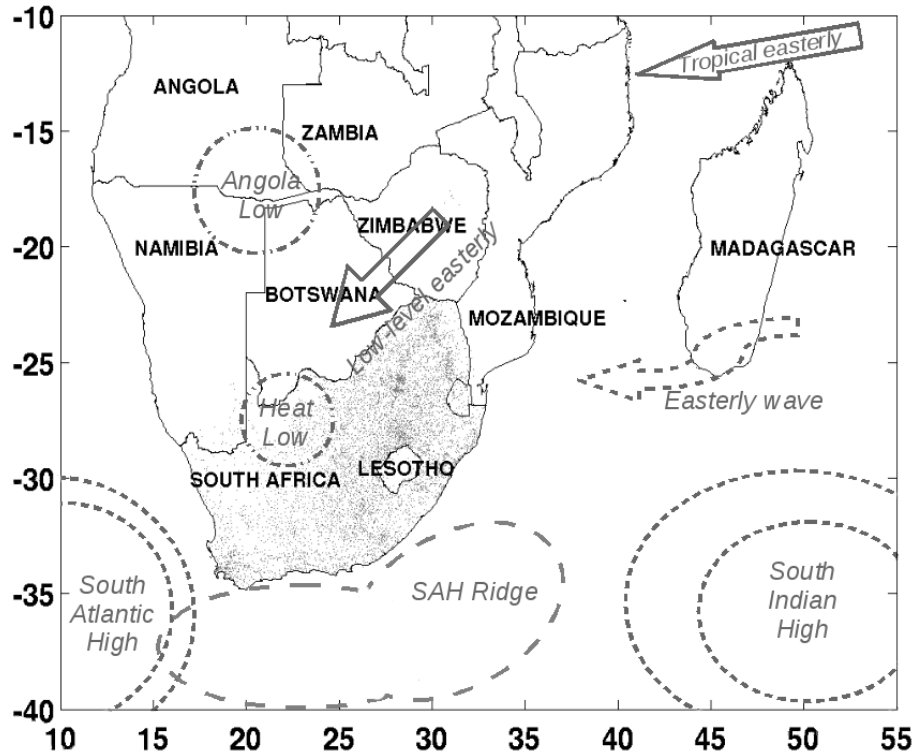 -10
-15
-20
-25
-30
-35
-40
10 15 20 25 30 35 40 45 50 55
Tropical easterly
ANGOLA
ZAMBIA
Angola
Low
ZIMBABWE
NAMIBIA
MADAGASCAR
BOTSWANA
Low-level easterly
MOZAMBIQUE
Easterly wave
Heat
Low
LESOTHO
SOUTH AFRICA
South
Atlantic
High
SAH Ridge
South
Indian
High